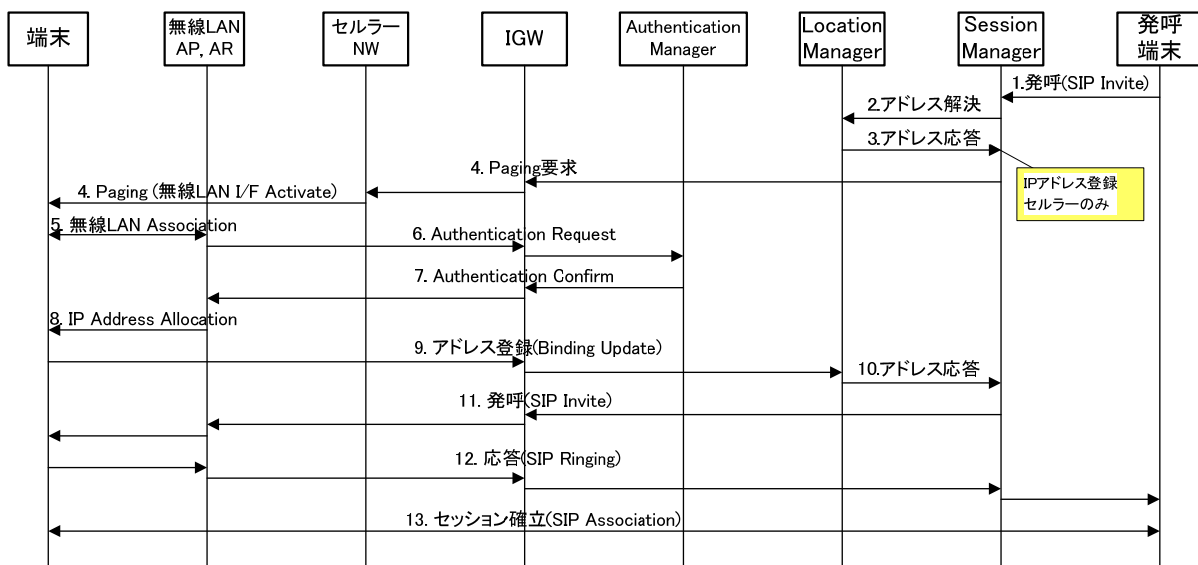 端末
無線LAN
AP, AR
セルラー
NW
IGW
Authentication
Manager
Location
Manager
Session
Manager
発呼
端末
1.発呼(SIP Invite)
2.アドレス解決
3.アドレス応答
4. Paging要求
IPアドレス登録
セルラーのみ
4. Paging (無線LAN I/F Activate)
5. 無線LAN Association
6. Authentication Request
7. Authentication Confirm
8. IP Address Allocation
9. アドレス登録(Binding Update)
10.アドレス応答
11. 発呼(SIP Invite)
12. 応答(SIP Ringing)
13. セッション確立(SIP Association)